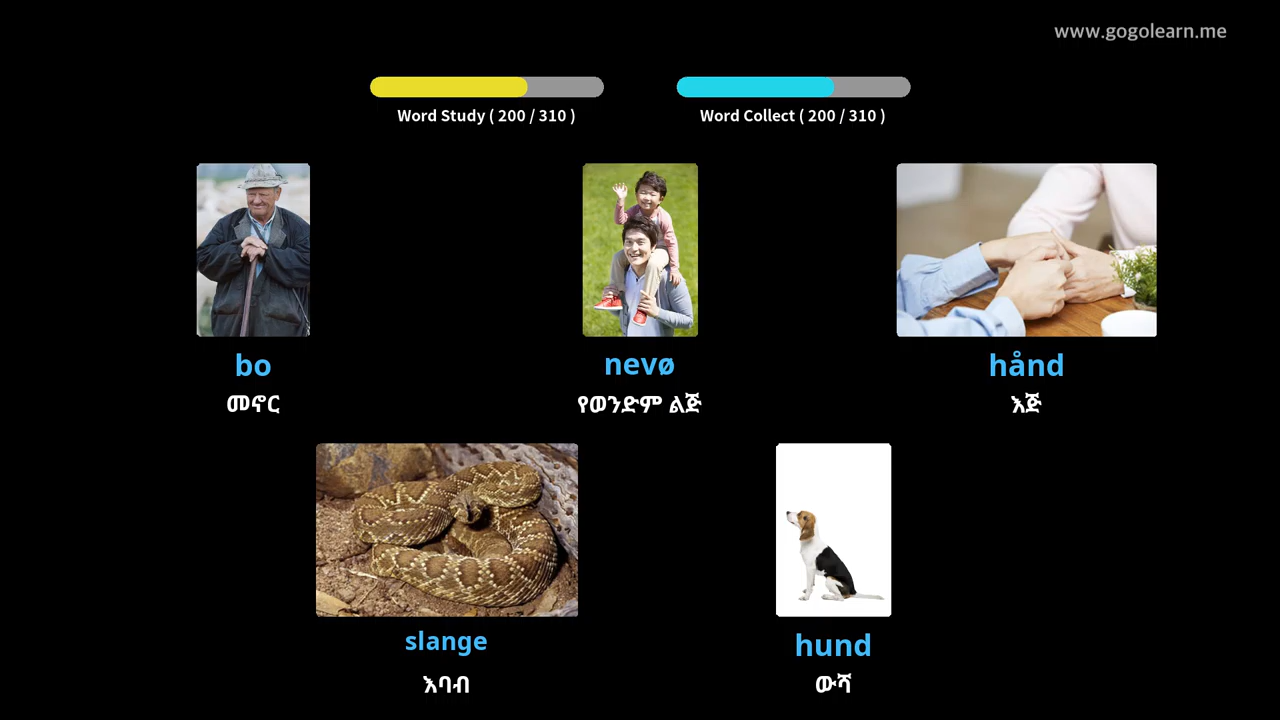 www.gogolearn.me
Word Study ( 200 / 310 )
Word Collect ( 200 / 310 )
bo
መኖር
nevø
የወንድም ልጅ
hånd
እጅ
slange
እባብ
hund
ውሻ